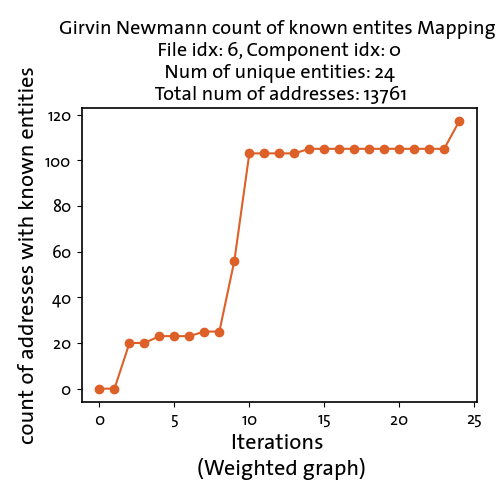 Girvin Newmann count of known entites Mapping
File idx: 6, Component idx: 0
Num of unique entities: 24
Total num of addresses: 13761
count of addresses with known entities
120
100
80
60
40
20
0
0 5 10 15 20 25
Iterations
(Weighted graph)